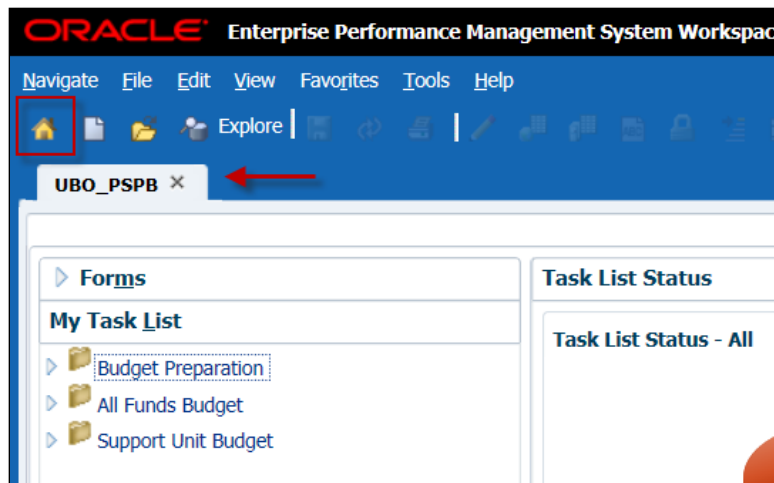 ORACLE Enterprise Performance Management System Workspac
Navigate File Edit View Favorites Tools Help
Explore
UBO_PSPB
Forms
Task List Status
My Task List
Task List Status - All
Budget Preparation
All Funds Budget
Support Unit Budget